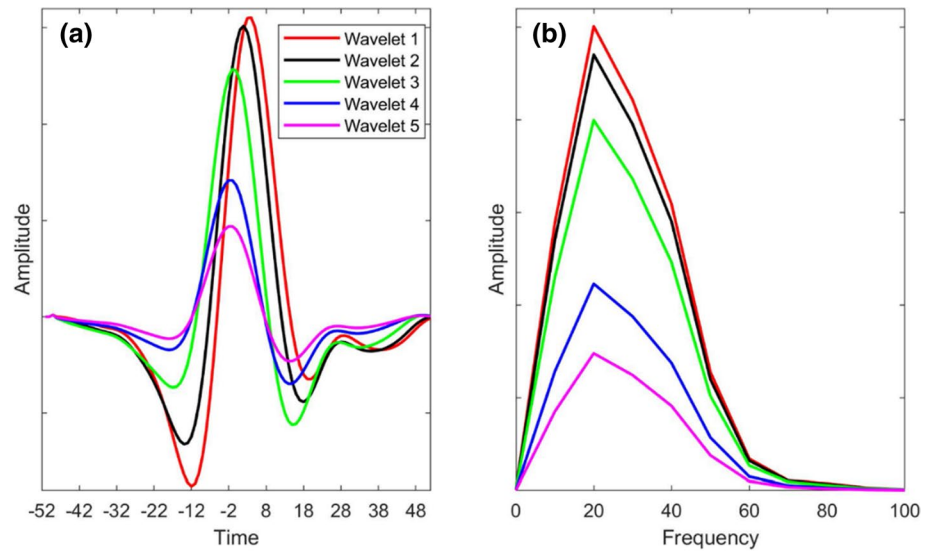 (a)
Wavelet 1
Wavelet 2
Wavelet 3
Wavelet 4
Wavelet 5
Amplitude
-52 -42 -32 -22 -12 -2 8 18 28 38 48
Time
(b)
Amplitude
0 20 40 60 80 100
Frequency